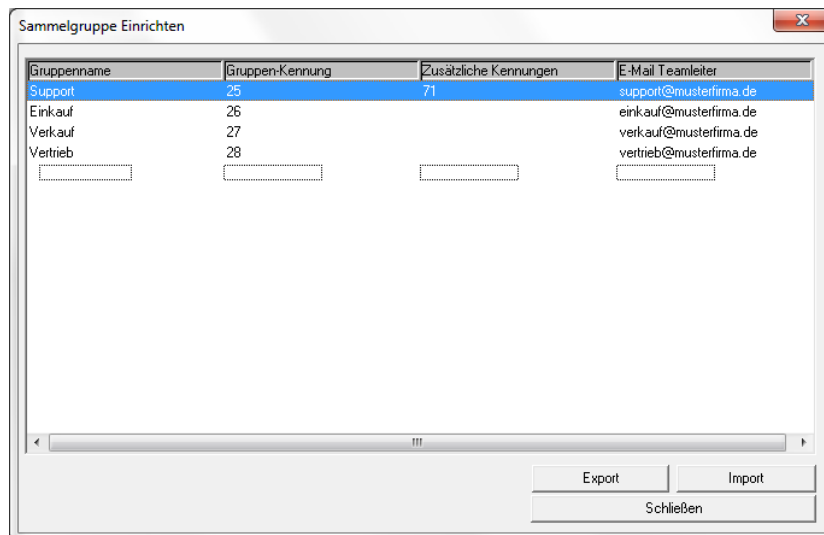 Sammelgruppe Einrichten
Gruppenname Gruppen-Kennung Zusätzliche Kennungen E-Mail Teamleiter
Support 25 71 support@musterfirma.de
Einkauf 26 einkauf@musterfirma.de
Verkauf 27 verkauf@musterfirma.de
Vertrieb 28 vertrieb@musterfirma.de
Export Import
Schließen